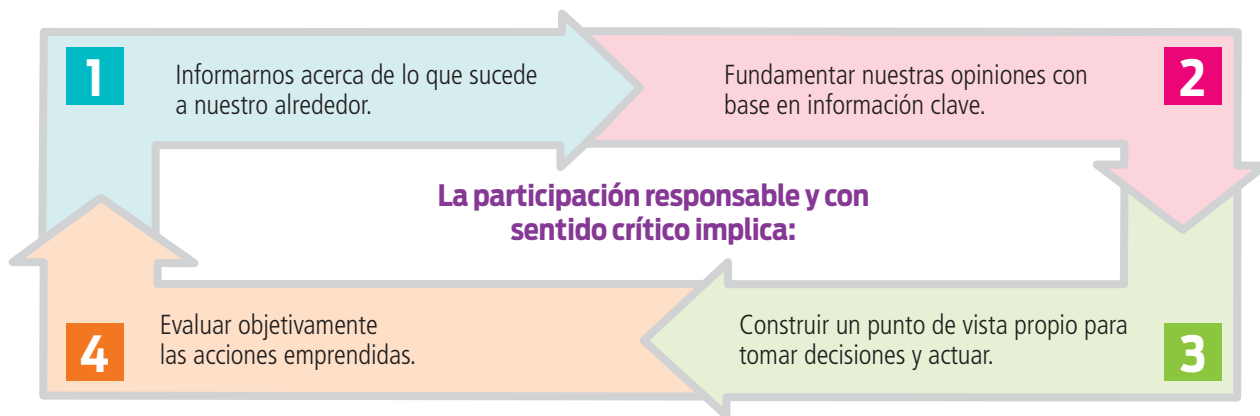 1
Informarnos acerca de lo que sucede
a nuestro alrededor.
2
Fundamentar nuestras opiniones con
base en información clave.
La participación responsable y con
sentido crítico implica:
3
Construir un punto de vista propio para
tomar decisiones y actuar.
4
Evaluar objetivamente
las acciones emprendidas.